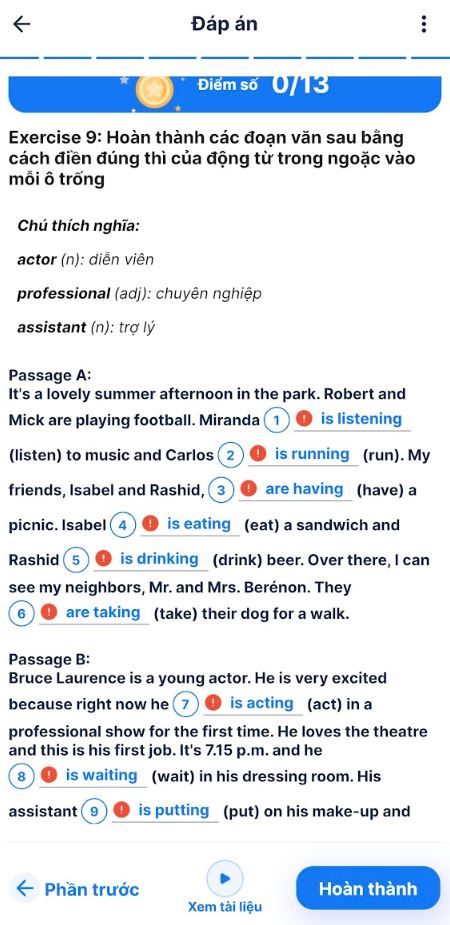 Đáp án
Điểm số 0/13
Exercise 9: Hoàn thành các đoạn văn sau bằng
cách điền đúng thì của động từ trong ngoặc vào
mỗi ô trống
Chú thích nghĩa:
actor (n): diễn viên
professional (adj): chuyên nghiệp
assistant (n): trợ lý
Passage A:
It's a lovely summer afternoon in the park. Robert and
Mick are playing football. Miranda 1 ! is listening
(listen) to music and Carlos 2 ! is running (run). My
friends, Isabel and Rashid, 3 ! are having (have) a
picnic. Isabel 4 ! is eating (eat) a sandwich and
Rashid 5 ! is drinking (drink) beer. Over there, I can
see my neighbors, Mr. and Mrs. Berénon. They
6 ! are taking (take) their dog for a walk.
Passage B:
Bruce Laurence is a young actor. He is very excited
because right now he 7 ! is acting (act) in a
professional show for the first time. He loves the theatre
and this is his first job. It's 7.15 p.m. and he
8 ! is waiting (wait) in his dressing room. His
assistant 9 ! is putting (put) on his make-up and
Phần trước
Xem tài liệu
Hoàn thành